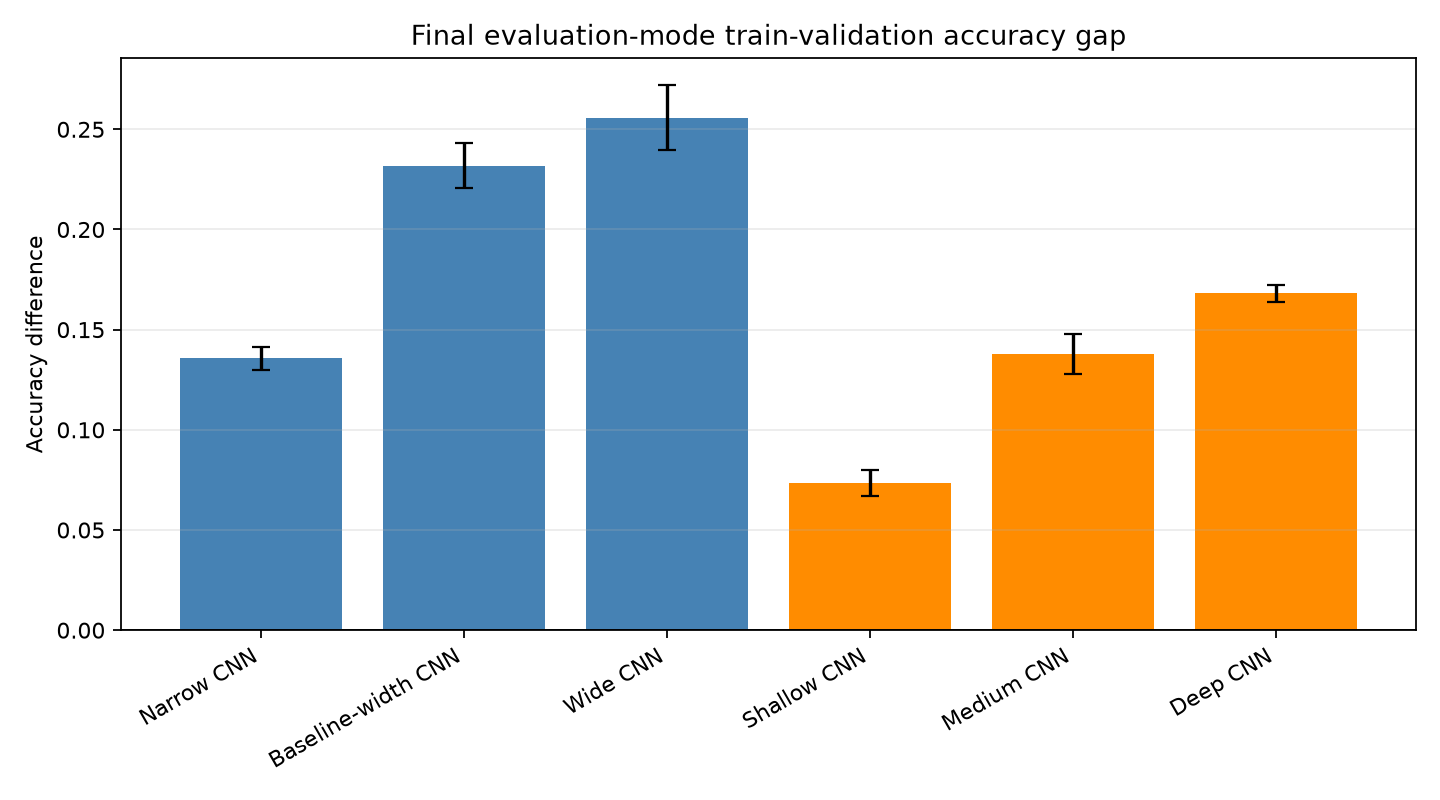 Final evaluation-mode train-validation accuracy gap
Accuracy difference
0.25
0.20
0.15
0.10
0.05
0.00
Narrow CNN
Baseline-width CNN
Wide CNN
Shallow CNN
Medium CNN
Deep CNN